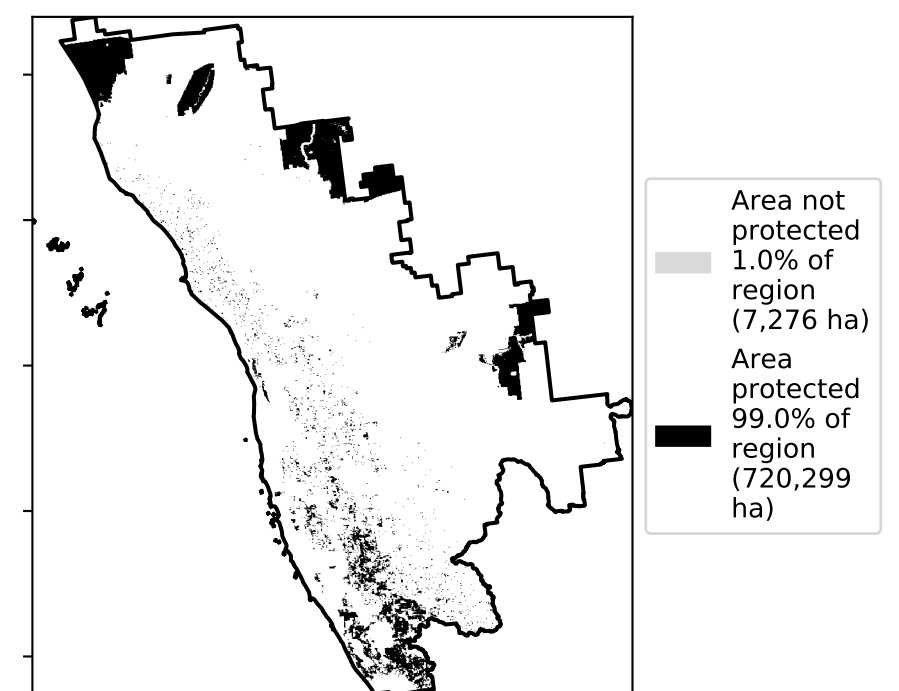 Area not
protected
1.0% of
region
(7,276 ha)
Area
protected
99.0% of
region
(720,299
ha)